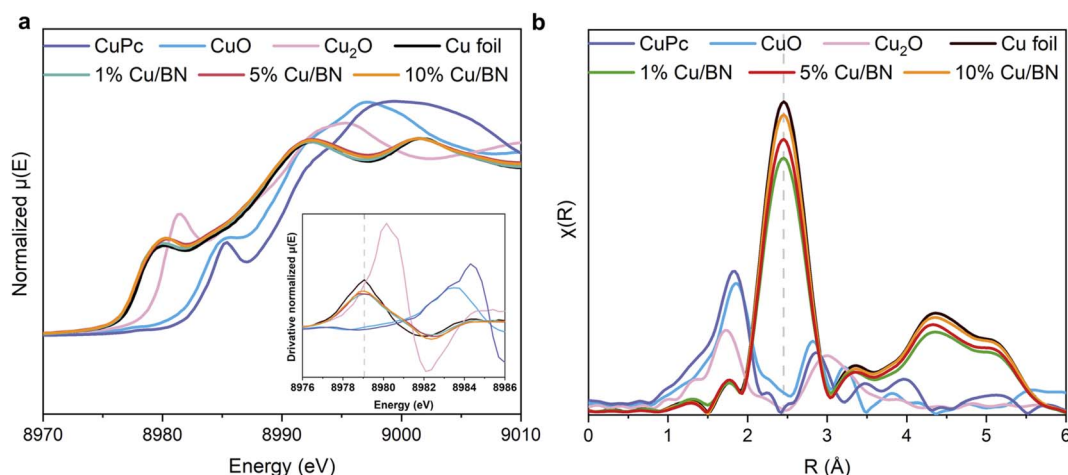 a
CuPc CuO Cu₂O Cu foil
1% Cu/BN 5% Cu/BN 10% Cu/BN
Normalized μ(E)
Drivative normalized μ(E)
8976 8978 8980 8982 8984 8986
Energy (eV)
8970 8980 8990 9000 9010
Energy (eV)
b
CuPc CuO Cu₂O Cu foil
1% Cu/BN 5% Cu/BN 10% Cu/BN
χ(R)
0 1 2 3 4 5 6
R (Å)